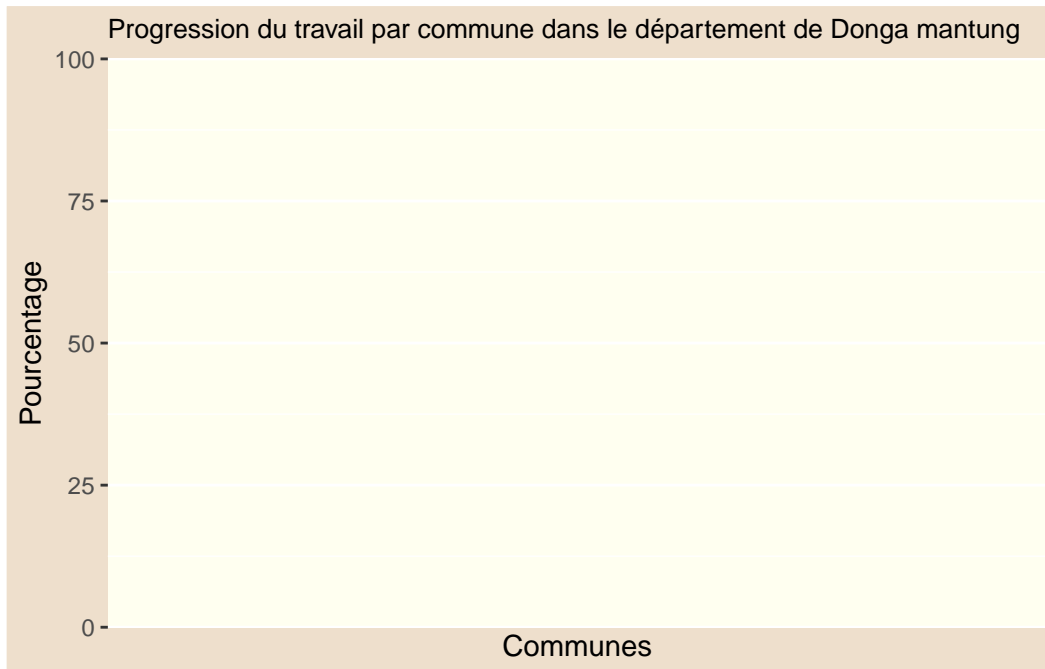 Progression du travail par commune dans le département de Donga mantung
100
75
50
25
0
Pourcentage
Communes